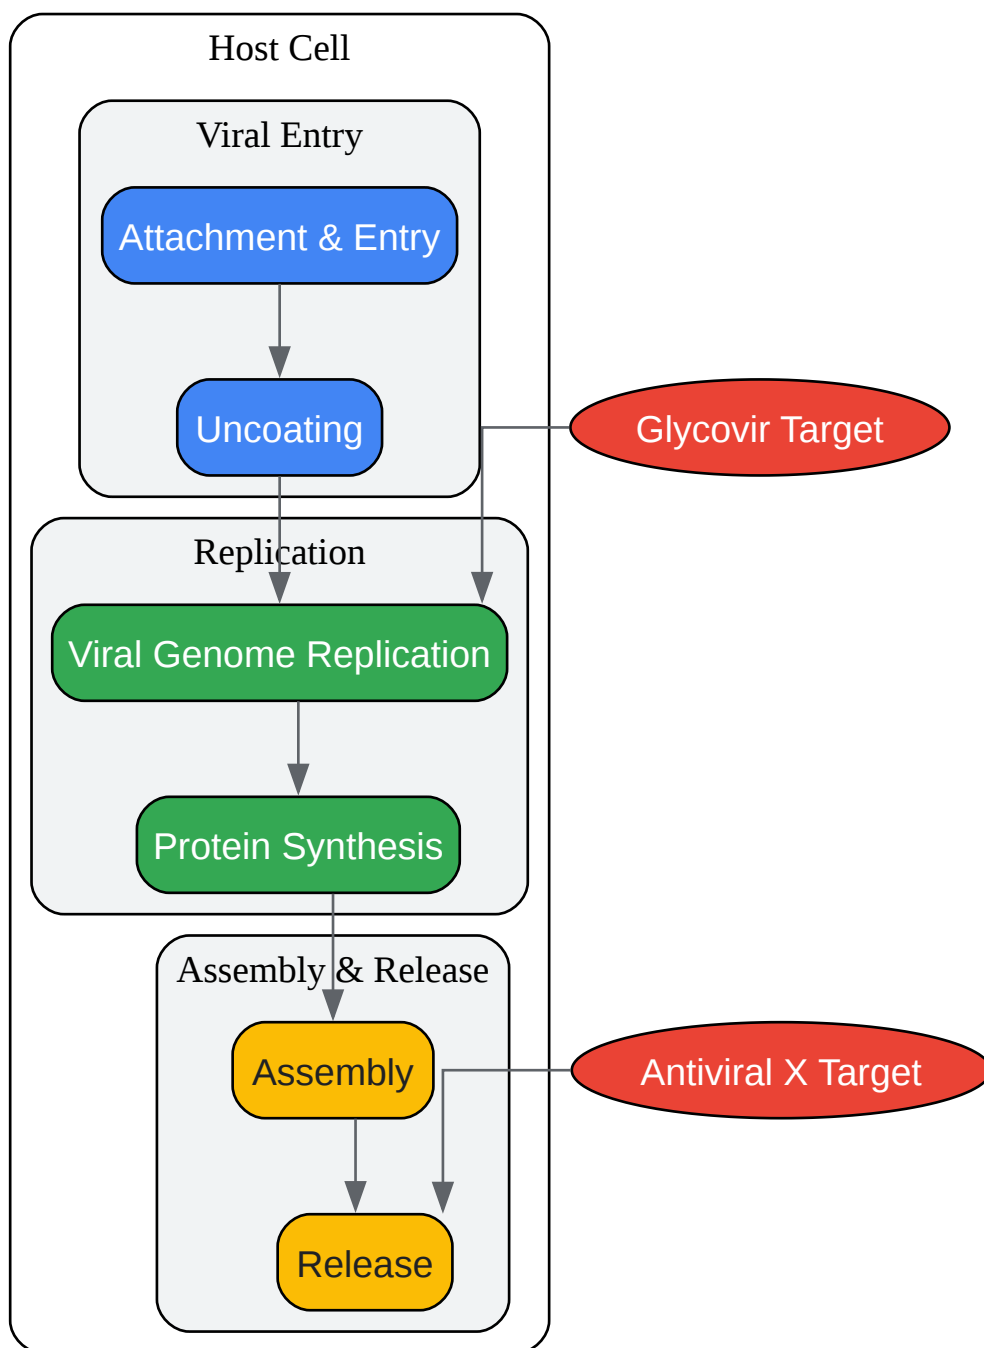 Host Cell
Viral Entry
Attachment & Entry
Uncoating
Glycovir Target
Replication
Viral Genome Replication
Protein Synthesis
Assembly & Release
Assembly
Antiviral X Target
Release